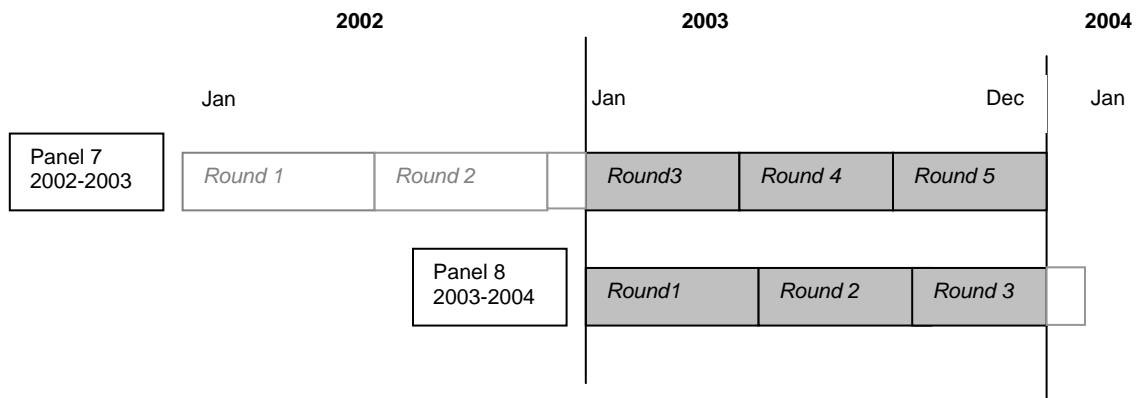 2002 2003 2004
Jan Jan Dec Jan
Panel 7
2002-2003
Round 1 Round 2 Round3 Round 4 Round 5
Panel 8
2003-2004
Round1 Round 2 Round 3